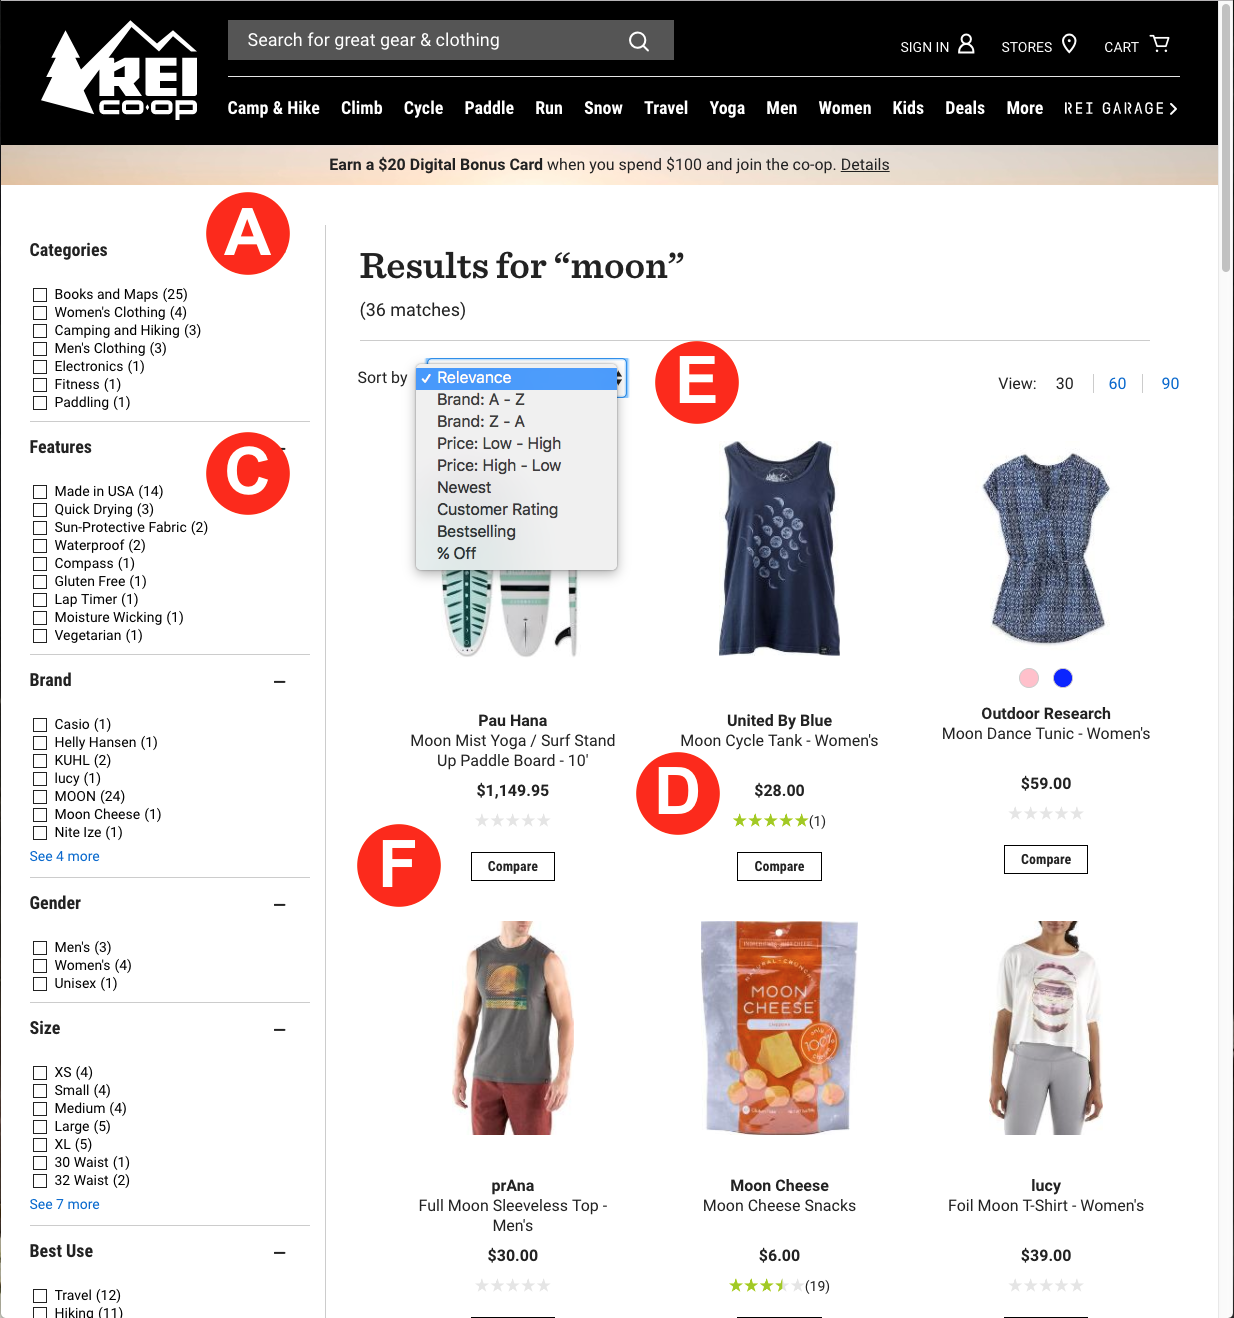 REI
CO·OP
Search for great gear & clothing
SIGN IN
STORES
CART
Camp & Hike Climb Cycle Paddle Run Snow Travel Yoga Men Women Kids Deals More REI GARAGE
Earn a $20 Digital Bonus Card when you spend $100 and join the co-op. Details
A
Categories
Books and Maps (25)
Women's Clothing (4)
Camping and Hiking (3)
Men's Clothing (3)
Electronics (1)
Fitness (1)
Paddling (1)
Features
C
Made in USA (14)
Quick Drying (3)
Sun-Protective Fabric (2)
Waterproof (2)
Compass (1)
Gluten Free (1)
Lap Timer (1)
Moisture Wicking (1)
Vegetarian (1)
Brand
Casio (1)
Helly Hansen (1)
KUHL (2)
lucy (1)
MOON (24)
Moon Cheese (1)
Nite Ize (1)
See 4 more
Gender
Men's (3)
Women's (4)
Unisex (1)
Size
XS (4)
Small (4)
Medium (4)
Large (5)
XL (5)
30 Waist (1)
32 Waist (2)
See 7 more
Best Use
Travel (12)
Hiking (11)
Results for “moon”
(36 matches)
Sort by
✓ Relevance
Brand: A - Z
Brand: Z - A
Price: Low - High
Price: High - Low
Newest
Customer Rating
Bestselling
% Off
E
View: 30 60 90
Pau Hana
Moon Mist Yoga / Surf Stand
Up Paddle Board - 10'
$1,149.95
Compare
F
United By Blue
Moon Cycle Tank - Women's
D
$28.00
(1)
Compare
Outdoor Research
Moon Dance Tunic - Women's
$59.00
Compare
prAna
Full Moon Sleeveless Top -
Men's
$30.00
MOON
CHEESE
100%
Moon Cheese
Moon Cheese Snacks
$6.00
(19)
lucy
Foil Moon T-Shirt - Women's
$39.00